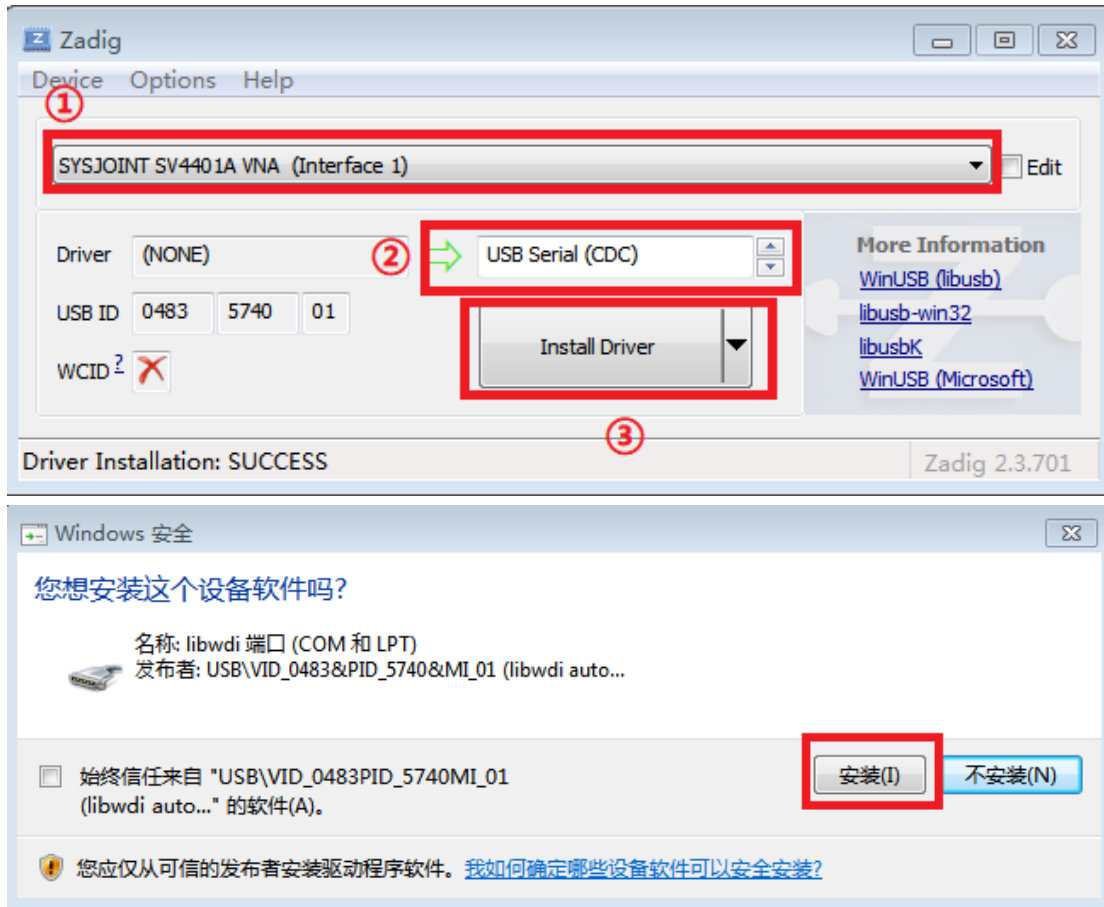 Zadig
Device Options Help
①
SYSJOINT SV4401A VNA (Interface 1)
Edit
Driver (NONE) ② USB Serial (CDC)
More Information
WinUSB (libusb)
USB ID 0483 5740 01
libusb-win32
Install Driver
libusbK
WCID ?
WinUSB (Microsoft)
③
Driver Installation: SUCCESS
Zadig 2.3.701
Windows 安全
您想安装这个设备软件吗?
名称: libwdi 端口 (COM 和 LPT)
发布者: USB\VID_0483&PID_5740&MI_01 (libwdi auto...
始终信任来自 "USB\VID_0483PID_5740MI_01
(libwdi auto..." 的软件(A)。
安装(I)
不安装(N)
您应仅从可信的发布者安装驱动程序软件。我如何确定哪些设备软件可以安全安装?